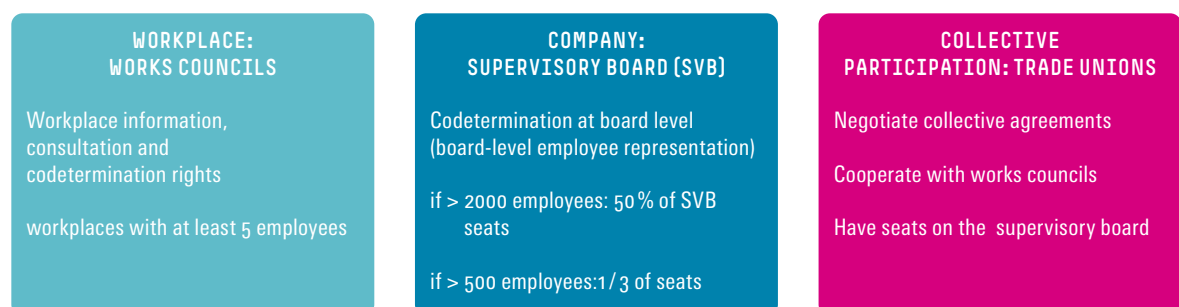 WORKPLACE:
WORKS COUNCILS
Workplace information,
consultation and
codetermination rights
workplaces with at least 5 employees
COMPANY:
SUPERVISORY BOARD (SVB)
Codetermination at board level
(board-level employee representation)
if > 2000 employees: 50 % of SVB
seats
if > 500 employees:1 / 3 of seats
COLLECTIVE
PARTICIPATION: TRADE UNIONS
Negotiate collective agreements
Cooperate with works councils
Have seats on the supervisory board